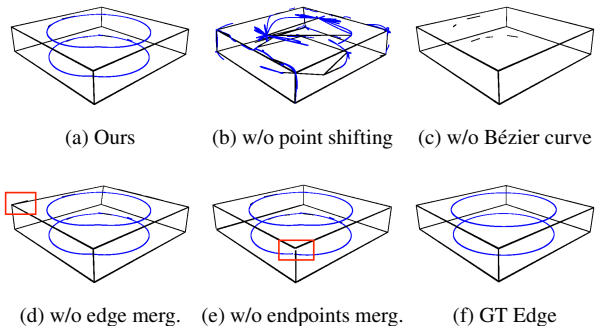 (a) Ours
(b) w/o point shifting
(c) w/o Bézier curve
(d) w/o edge merg.
(e) w/o endpoints merg.
(f) GT Edge